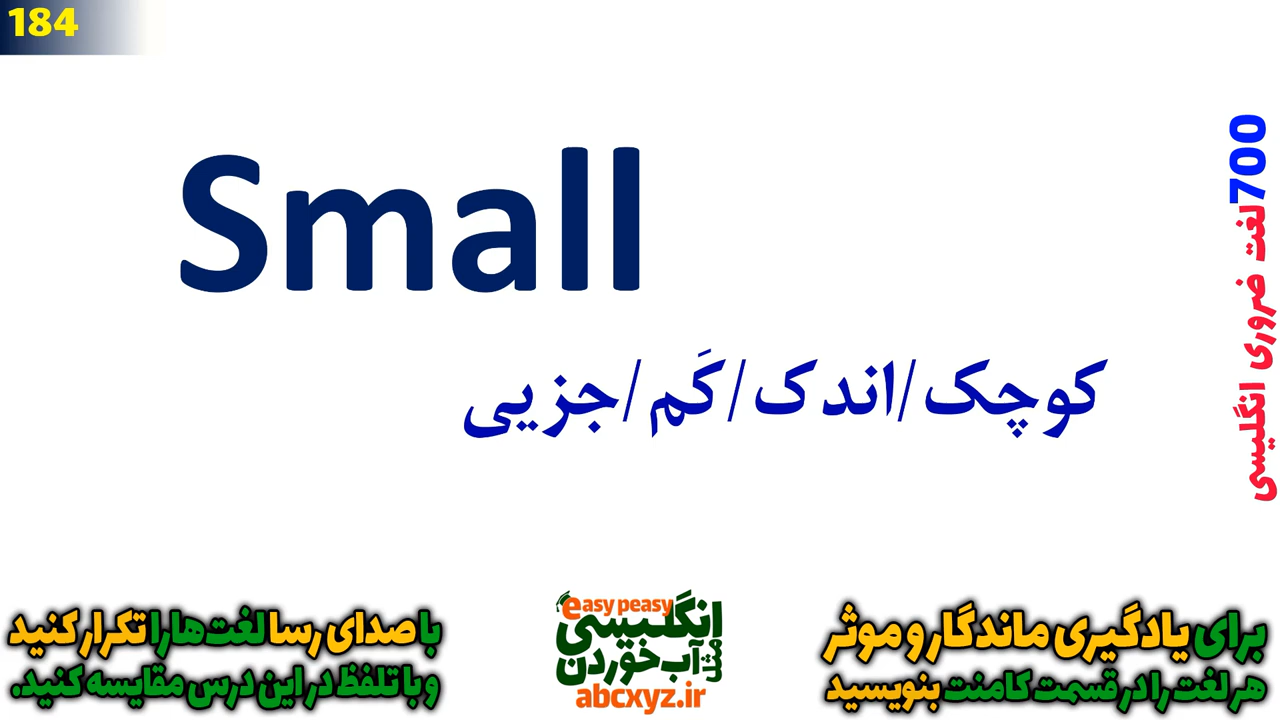 184
Small
کوچک/اندک/کَم/جزیی
700 لغت ضروری انگلیسی
برای یادگیری ماندگار و موثر
هر لغت را در قسمت کامنت بنویسید
easy peasy
انگلیسی
مثل آب خوردن
abcxyz.ir
با صدای رسا لغت‌ها را تکرار کنید
و با تلفظ در این درس مقایسه کنید.